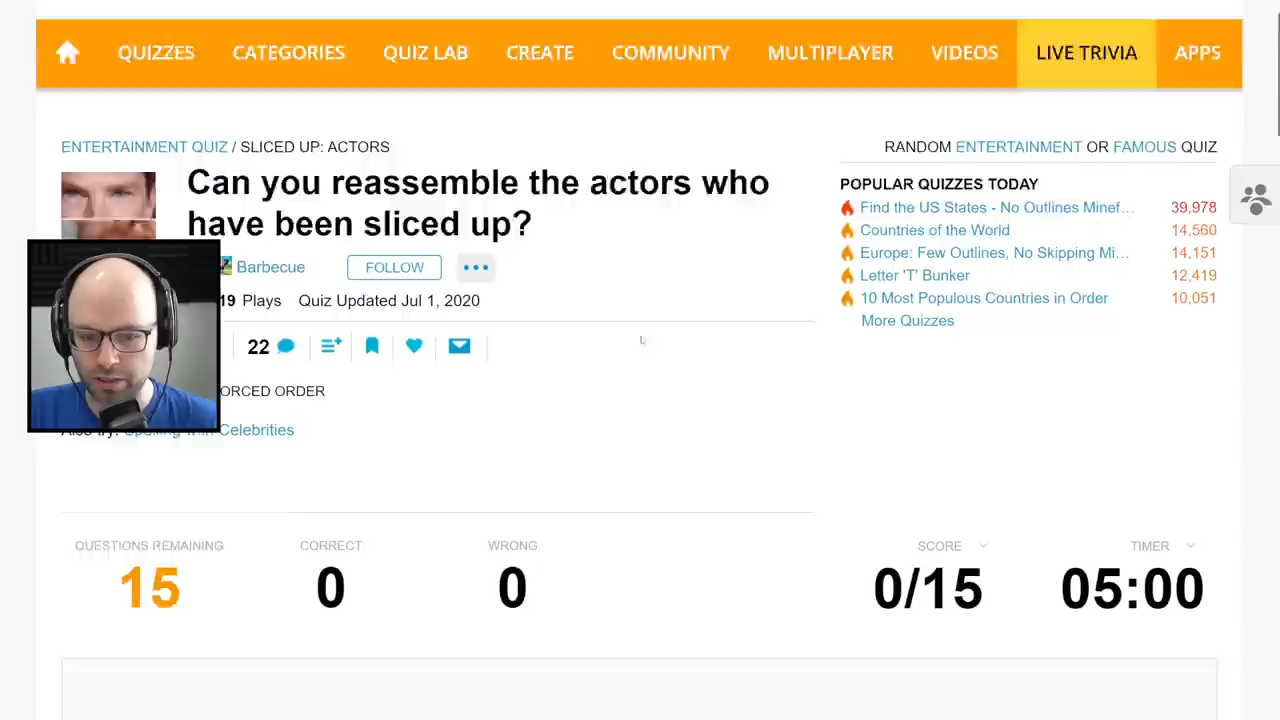 QUIZZES CATEGORIES QUIZ LAB CREATE COMMUNITY MULTIPLAYER VIDEOS LIVE TRIVIA APPS
ENTERTAINMENT QUIZ / SLICED UP: ACTORS
RANDOM ENTERTAINMENT OR FAMOUS QUIZ
Can you reassemble the actors who
have been sliced up?
Barbecue FOLLOW
19 Plays Quiz Updated Jul 1, 2020
22
ORCED ORDER
Celebrities
POPULAR QUIZZES TODAY
Find the US States - No Outlines Minef... 39,978
Countries of the World 14,560
Europe: Few Outlines, No Skipping Mi... 14,151
Letter 'T' Bunker 12,419
10 Most Populous Countries in Order 10,051
More Quizzes
QUESTIONS REMAINING CORRECT WRONG SCORE TIMER
15 0 0 0/15 05:00